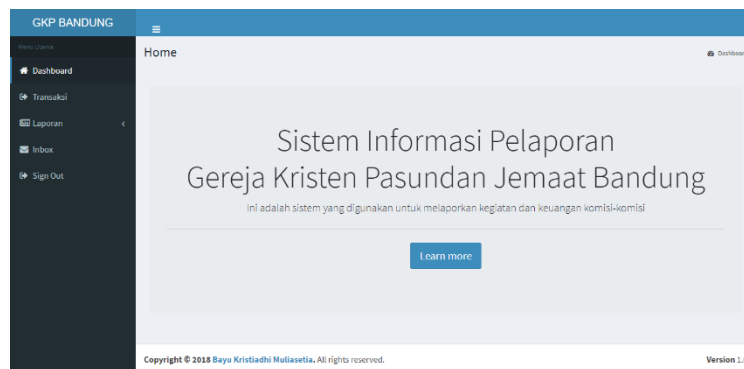 GKP BANDUNG
Menu Utama
Home
Dashboard
Transaksi
Laporan
Inbox
Sign Out
Sistem Informasi Pelaporan
Gereja Kristen Pasundan Jemaat Bandung
Ini adalah sistem yang digunakan untuk melaporkan kegiatan dan keuangan komisi-komisi
Learn more
Copyright © 2018 Bayu Kristiadhi Muliasetia. All rights reserved.
Version 1.